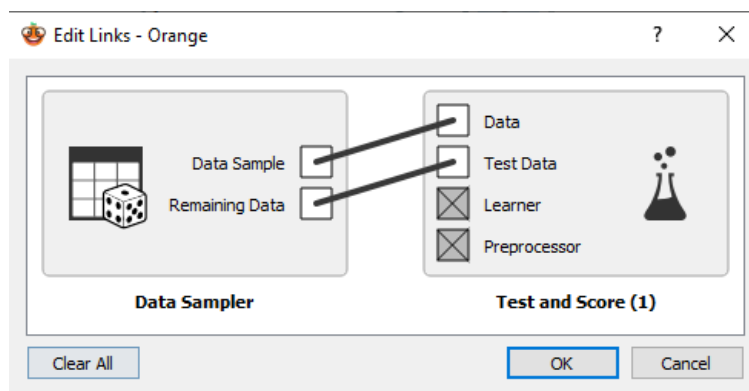 Edit Links - Orange
?
Data Sample
Remaining Data
Data Sampler
Data
Test Data
Learner
Preprocessor
Test and Score (1)
Clear All
OK
Cancel